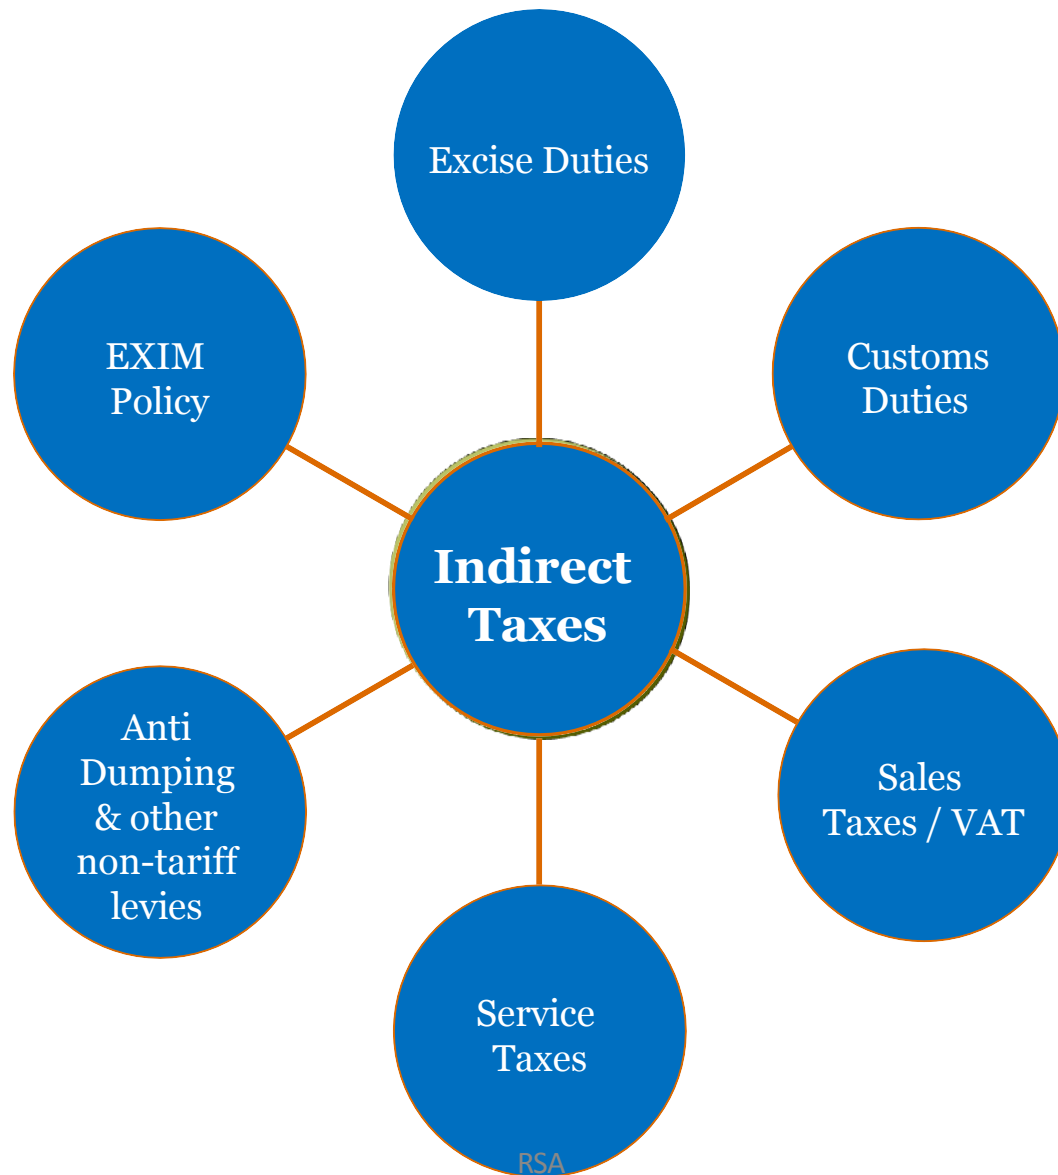 Excise Duties
EXIM
Policy
Customs
Duties
Indirect
Taxes
Anti
Dumping
& other
non-tariff
levies
Sales
Taxes / VAT
Service
Taxes
RSA